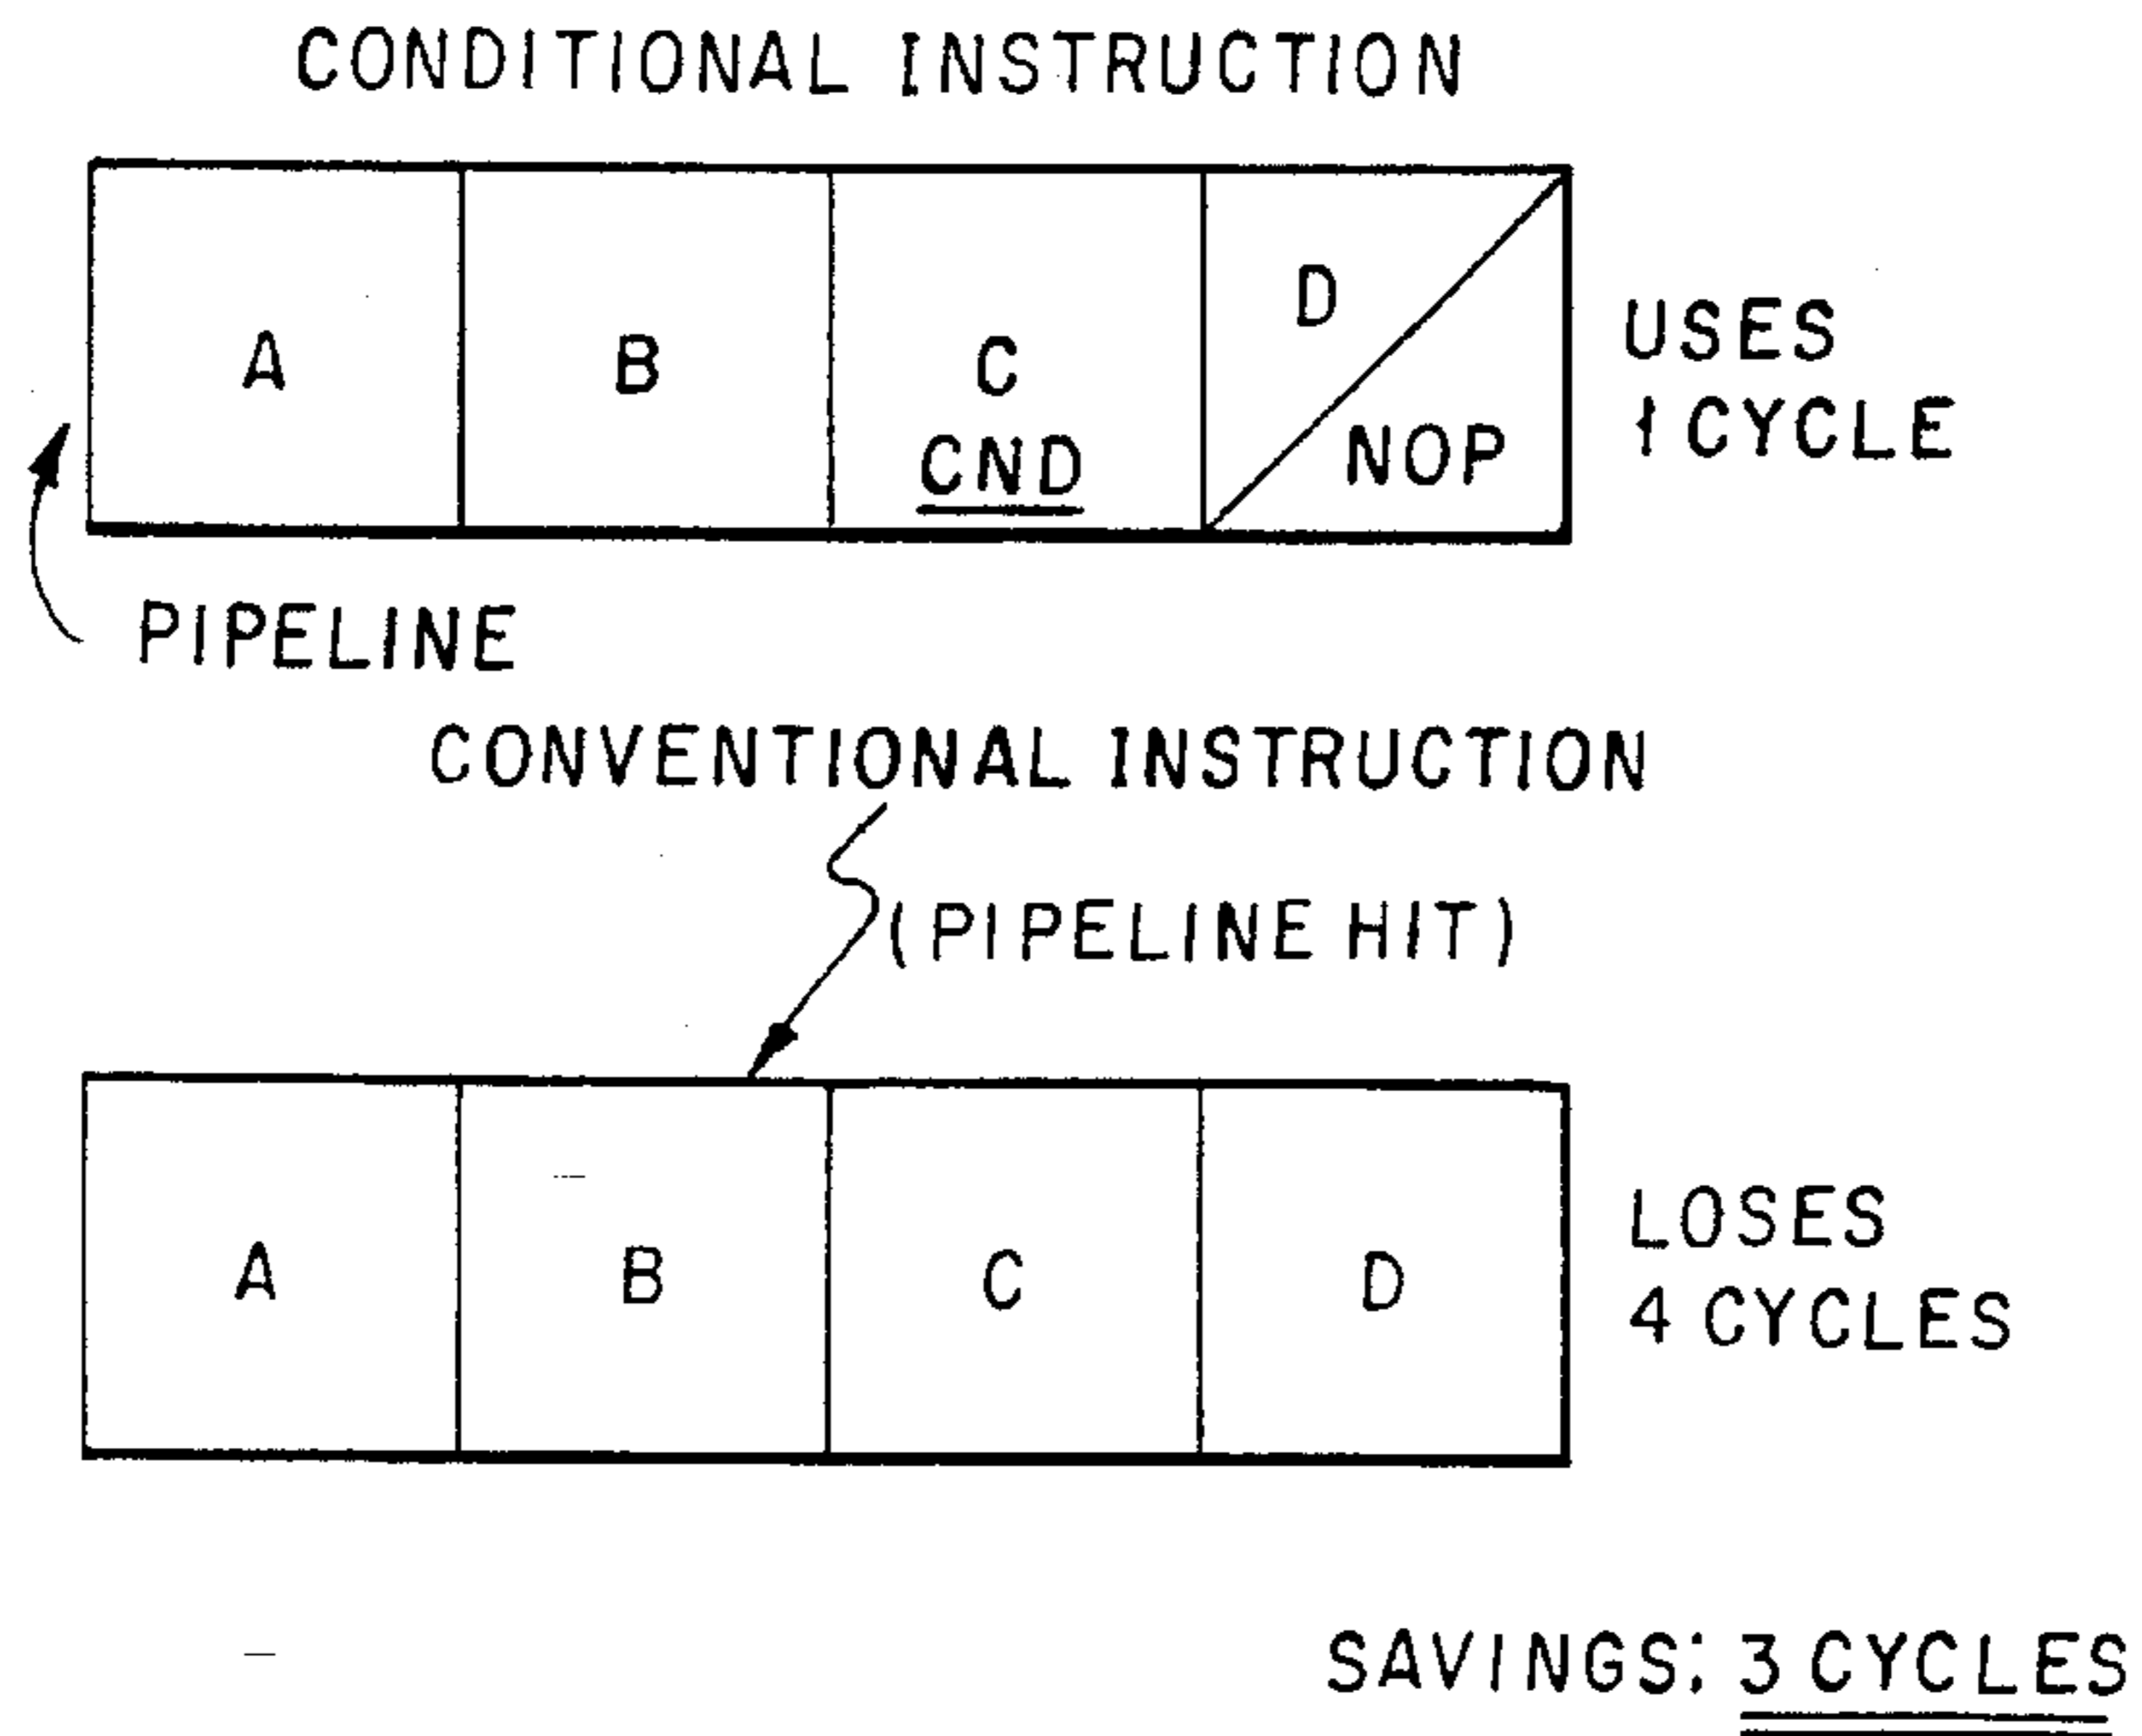 CONDITIONAL INSTRUCTION
A B C D
CND NOP
USES
1 CYCLE
PIPELINE
CONVENTIONAL INSTRUCTION
(PIPELINE HIT)
A B C D
LOSES
4 CYCLES
SAVINGS: 3 CYCLES